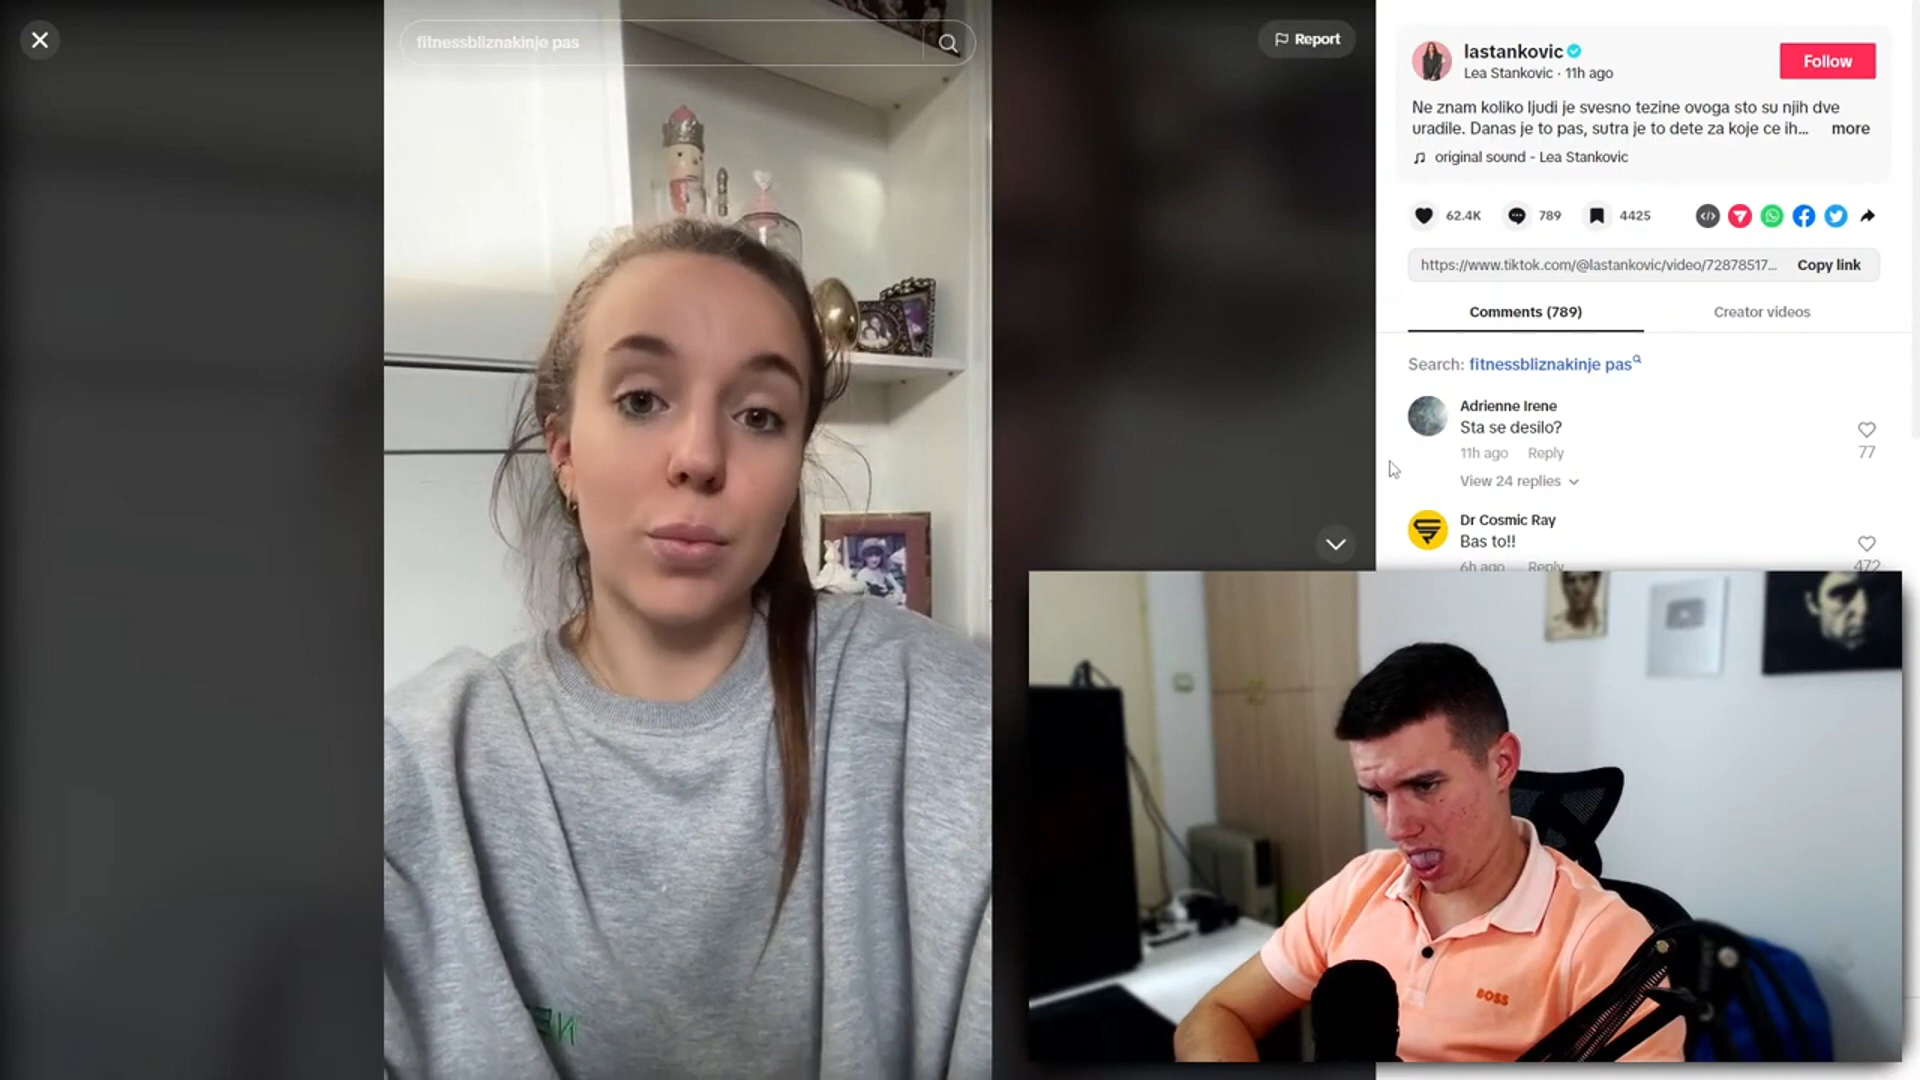 fitnessbliznakinje pas
Report
lastankovic
Lea Stankovic · 11h ago
Follow
Ne znam koliko ljudi je svesno tezine ovoga sto su njih dve
uradile. Danas je to pas, sutra je to dete za koje ce ih... more
original sound - Lea Stankovic
62.4K 789 4425
https://www.tiktok.com/@lastankovic/video/72878517... Copy link
Comments (789) Creator videos
Search: fitnessbliznakinje pas
Adrienne Irene
Sta se desilo?
11h ago Reply
77
View 24 replies
Dr Cosmic Ray
Bas to!!
6h ago Reply
472
BOSS